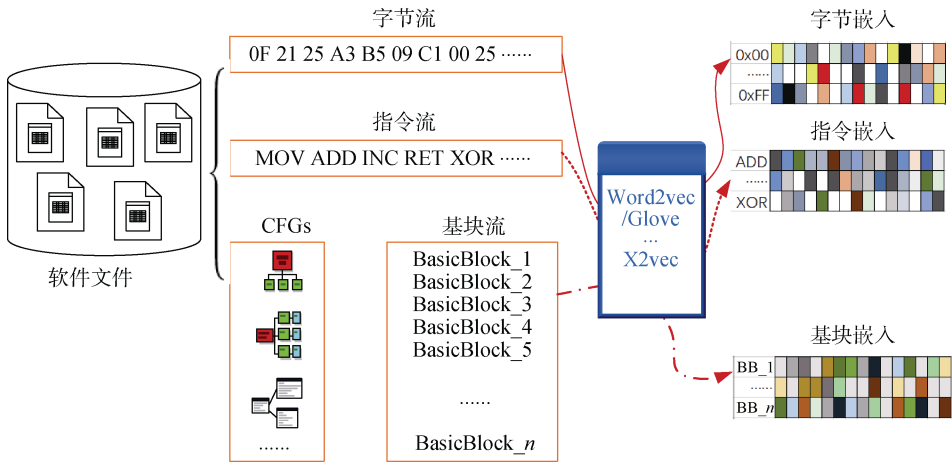 字节流
0F 21 25 A3 B5 09 C1 00 25 ······
指令流
MOV ADD INC RET XOR ······
软件文件
CFGs
······
基块流
BasicBlock_1
BasicBlock_2
BasicBlock_3
BasicBlock_4
BasicBlock_5
······
BasicBlock_n
Word2vec
/Glove
...
X2vec
字节嵌入
0x00
······
0xFF
指令嵌入
ADD
······
XOR
基块嵌入
BB_1
······
BB_n